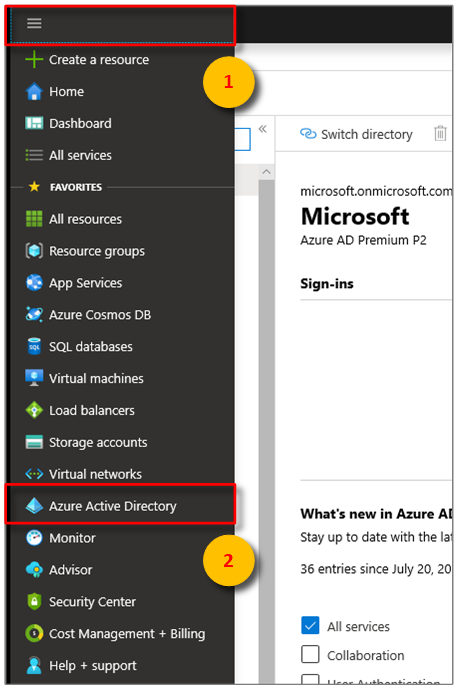 Create a resource
Home
Dashboard
All services
FAVORITES
All resources
Resource groups
App Services
Azure Cosmos DB
SQL databases
Virtual machines
Load balancers
Storage accounts
Virtual networks
Azure Active Directory
Monitor
Advisor
Security Center
Cost Management + Billing
Help + support
1
2
«
Switch directory
microsoft.onmicrosoft.com
Microsoft
Azure AD Premium P2
Sign-ins
What's new in Azure AD
Stay up to date with the
36 entries since July 20, 20
All services
Collaboration
User Authentication